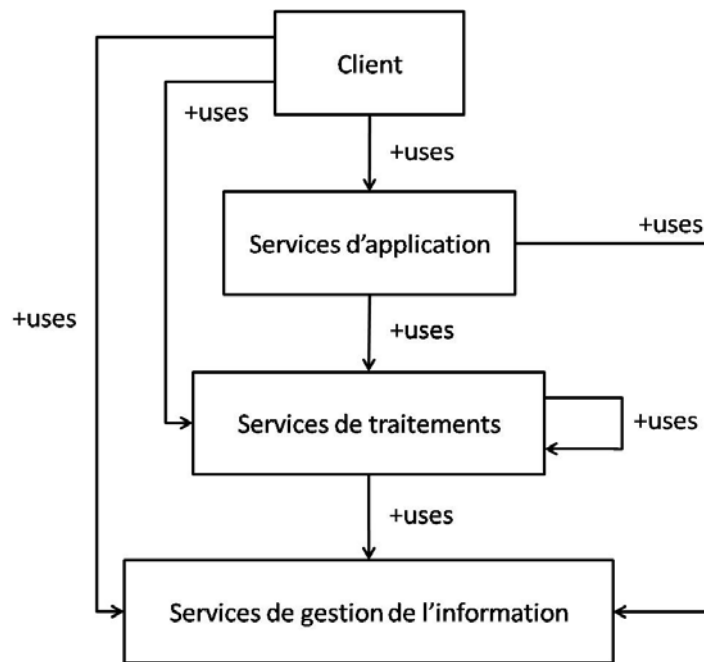 Client
+uses
+uses
Services d'application
+uses
+uses
+uses
Services de traitements
+uses
+uses
Services de gestion de l'information